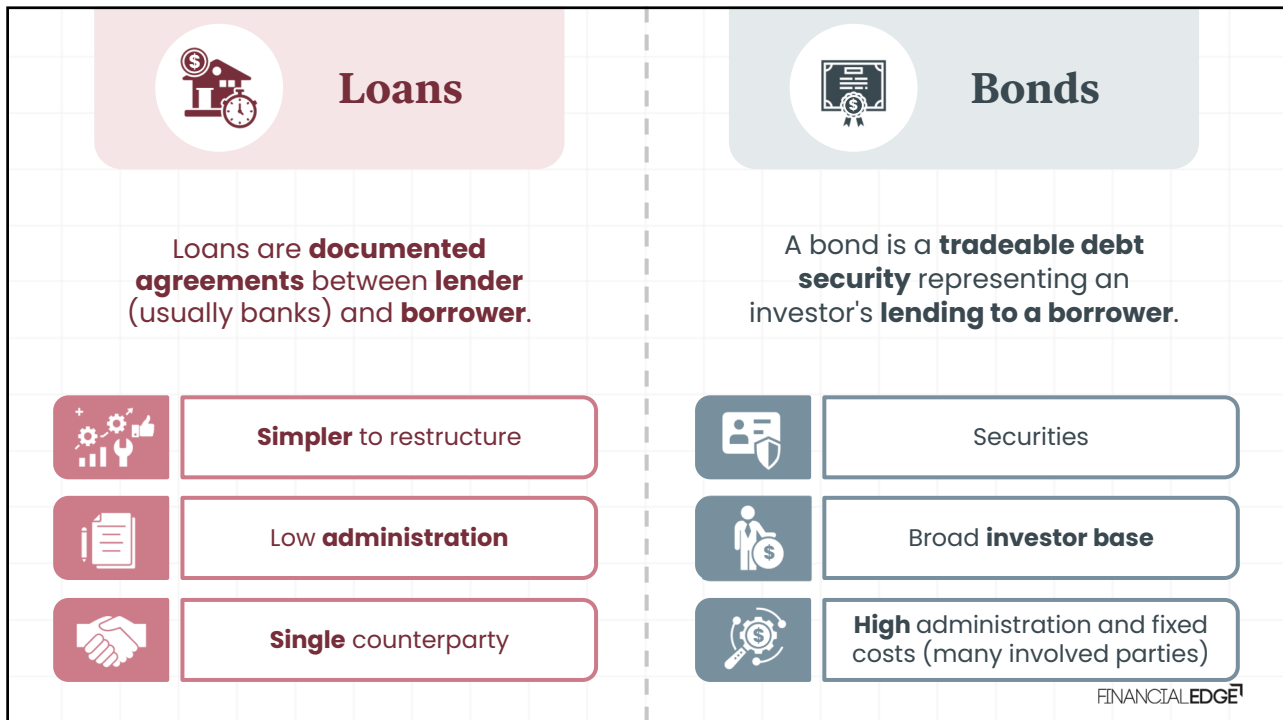 Loans
Loans are documented
agreements between lender
(usually banks) and borrower.
Simpler to restructure
Low administration
Single counterparty
Bonds
A bond is a tradeable debt
security representing an
investor's lending to a borrower.
Securities
Broad investor base
High administration and fixed
costs (many involved parties)
FINANCIALEDGE